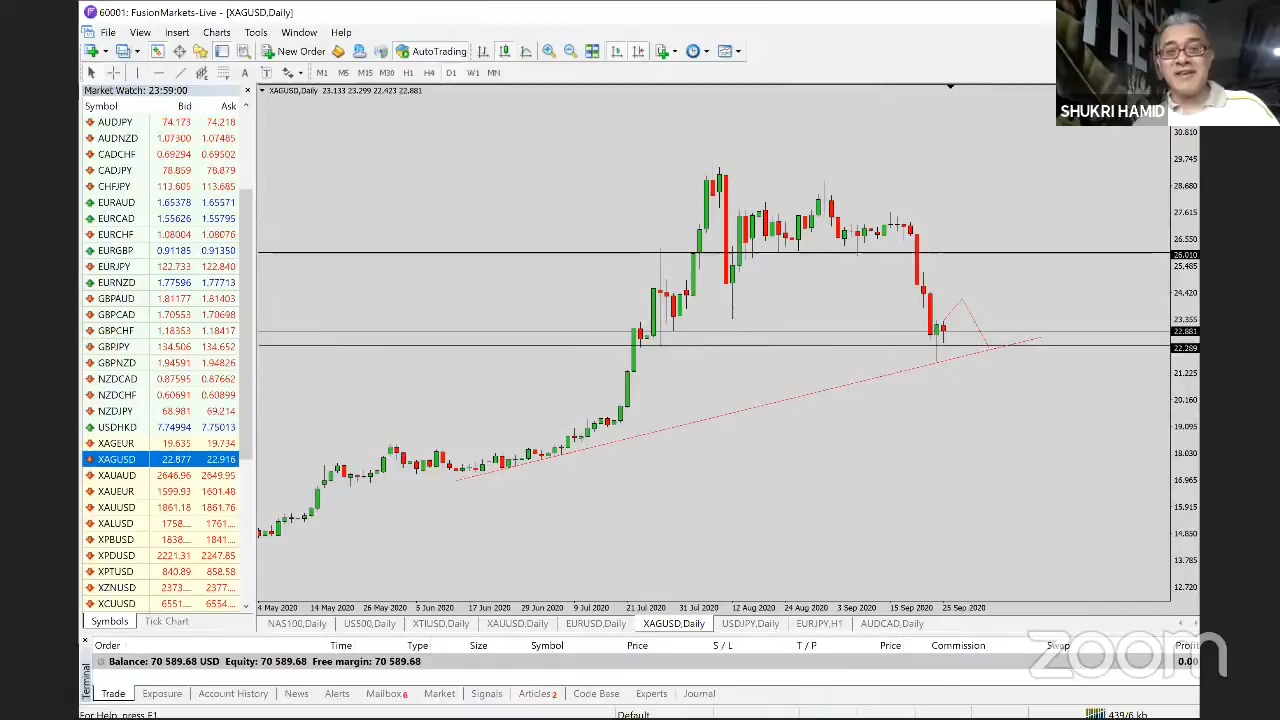 60001: FusionMarkets-Live - [XAGUSD,Daily]
File View Insert Charts Tools Window Help
New Order AutoTrading
M1 M5 M15 M30 H1 H4 D1 W1 MN
SHUKRI HAMID
Market Watch: 23:59:00
Symbol Bid Ask
AUDJPY 74.173 74.218
AUDNZD 1.07300 1.07485
CADCHF 0.69294 0.69502
CADJPY 78.859 78.879
CHFJPY 113.605 113.685
EURAUD 1.65378 1.65571
EURCAD 1.55626 1.55795
EURCHF 1.08004 1.08076
EURGBP 0.91185 0.91350
EURJPY 122.733 122.840
EURNZD 1.77596 1.77713
GBPAUD 1.81177 1.81403
GBPCAD 1.70553 1.70698
GBPCHF 1.18353 1.18417
GBPJPY 134.506 134.652
GBPNZD 1.94591 1.94826
NZDCAD 0.87595 0.87662
NZDCHF 0.60691 0.60899
NZDJPY 68.981 69.214
USDHKD 7.74994 7.75013
XAGEUR 19.635 19.734
XAGUSD 22.877 22.916
XAUAUD 2646.96 2649.95
XAUEUR 1599.93 1601.48
XAUUSD 1861.18 1861.76
XALUSD 1758.... 1761....
XPBUSD 1838.... 1841....
XPDUSD 2221.31 2247.85
XPTUSD 840.89 858.58
XZNUSD 2373.... 2377....
XCUUSD 6551.... 6554....
Symbols Tick Chart
XAGUSD,Daily 23.133 23.299 22.423 22.881
30.810
29.745
28.680
27.615
26.550
26.010
25.485
24.420
23.355
22.881
22.289
21.225
20.160
19.095
18.030
16.965
15.915
14.850
13.785
12.720
4 May 2020 14 May 2020 26 May 2020 5 Jun 2020 17 Jun 2020 29 Jun 2020 9 Jul 2020 21 Jul 2020 31 Jul 2020 12 Aug 2020 24 Aug 2020 3 Sep 2020 15 Sep 2020 25 Sep 2020
NAS100,Daily US500,Daily XTIUSD,Daily XAUUSD,Daily EURUSD,Daily XAGUSD,Daily USDJPY,Daily EURJPY,H1 AUDCAD,Daily
Order Time Type Size Symbol Price S / L T / P Price Commission Swap Profit
Balance: 70 589.68 USD Equity: 70 589.68 Free margin: 70 589.68 0.00
Terminal
Trade Exposure Account History News Alerts Mailbox 6 Market Signals Articles 2 Code Base Experts Journal
For Help, press F1 Default 439/6 kb
zoom